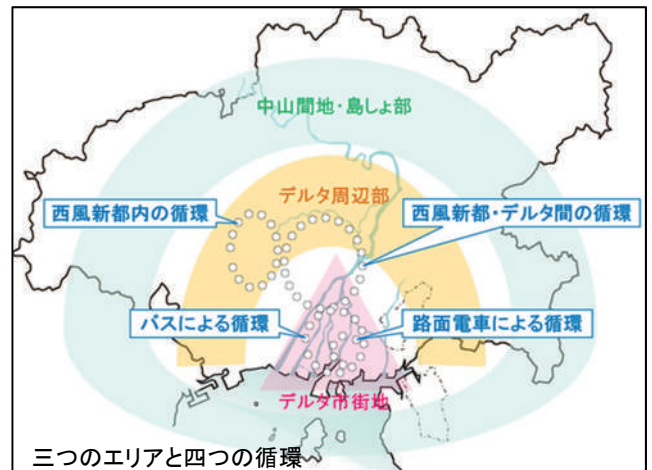 中山間地・島しょ部
デルタ周辺部
西風新都内の循環
西風新都・デルタ間の循環
バスによる循環
路面電車による循環
デルタ市街地
三つのエリアと四つの循環